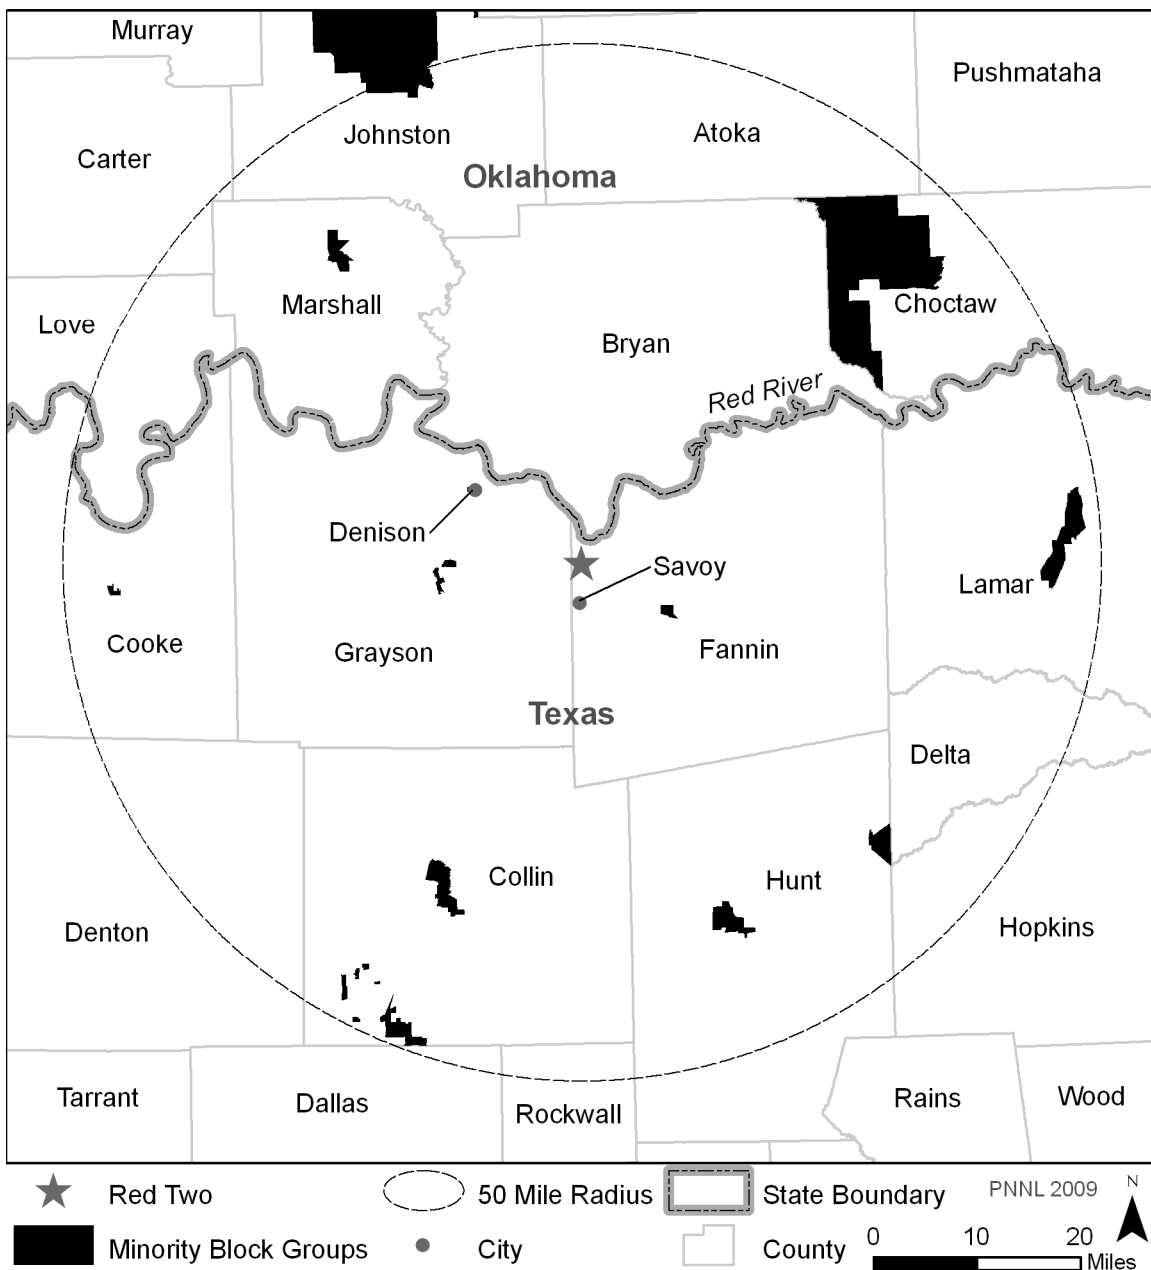 Murray
Pushmataha
Johnston
Atoka
Carter
Oklahoma
Marshall
Choctaw
Love
Bryan
Red River
Denison
Savoy
Lamar
Cooke
Grayson
Fannin
Texas
Delta
Collin
Hunt
Denton
Hopkins
Tarrant
Dallas
Rockwall
Rains
Wood
Red Two
50 Mile Radius
State Boundary
PNNL 2009
N
Minority Block Groups
City
County
0 10 20
Miles